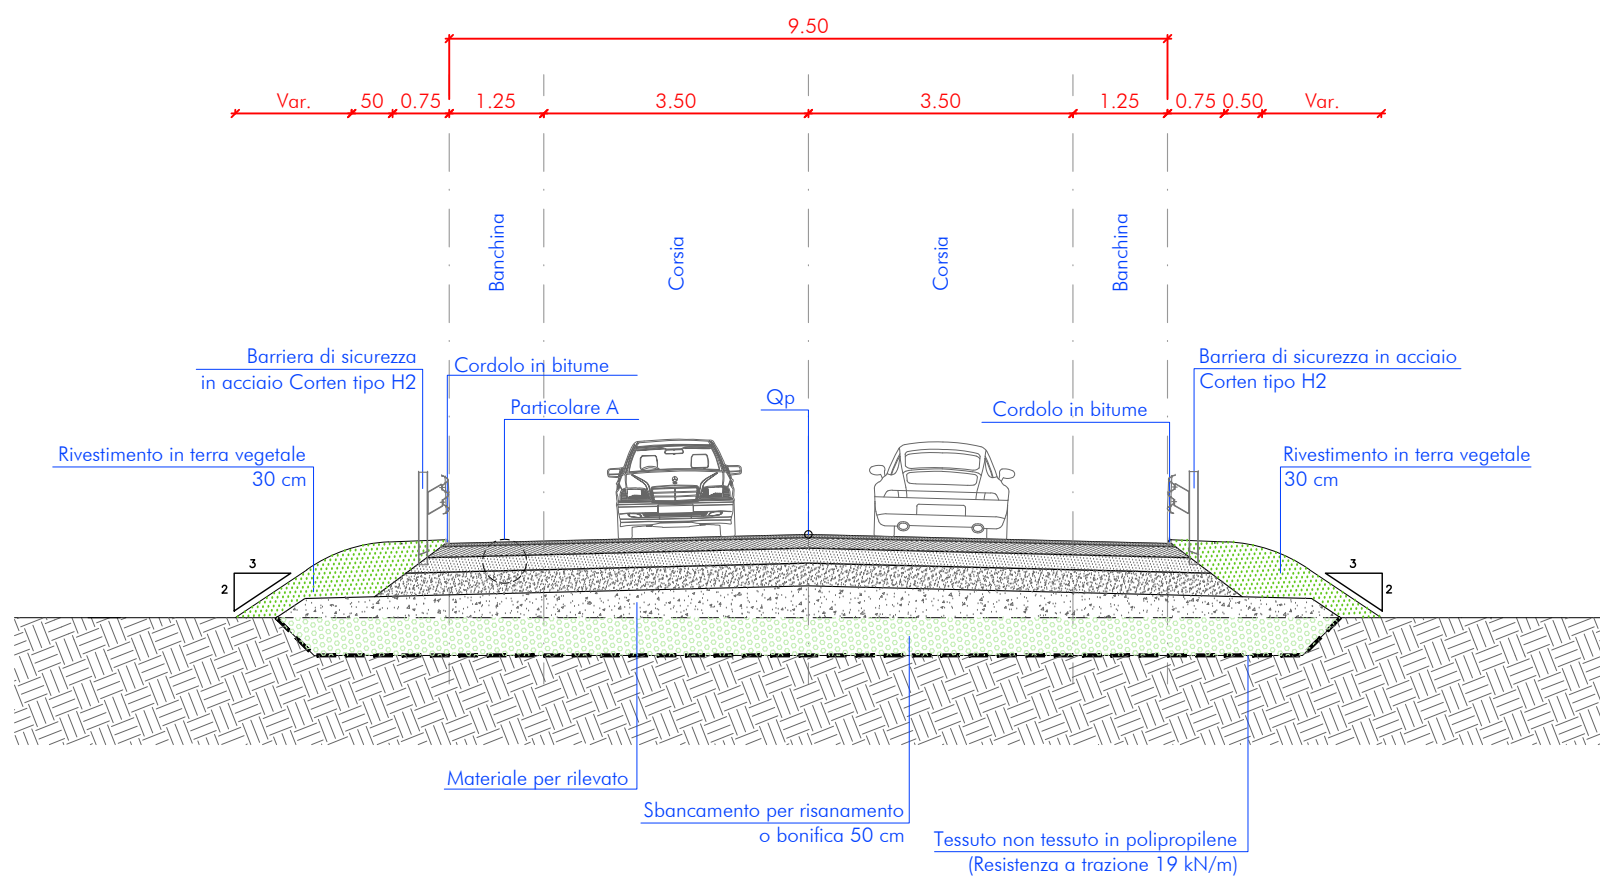 9.50
Var. 50 0.75 1.25 3.50 3.50 1.25 0.75 0.50 Var.
Banchina
Corsia
Corsia
Banchina
Barriera di sicurezza
in acciaio Corten tipo H2
Cordolo in bitume
Particolare A
Qp
Cordolo in bitume
Barriera di sicurezza in acciaio
Corten tipo H2
Rivestimento in terra vegetale
30 cm
Rivestimento in terra vegetale
30 cm
3
2
3
2
Materiale per rilevato
Sbancamento per risanamento
o bonifica 50 cm
Tessuto non tessuto in polipropilene
(Resistenza a trazione 19 kN/m)